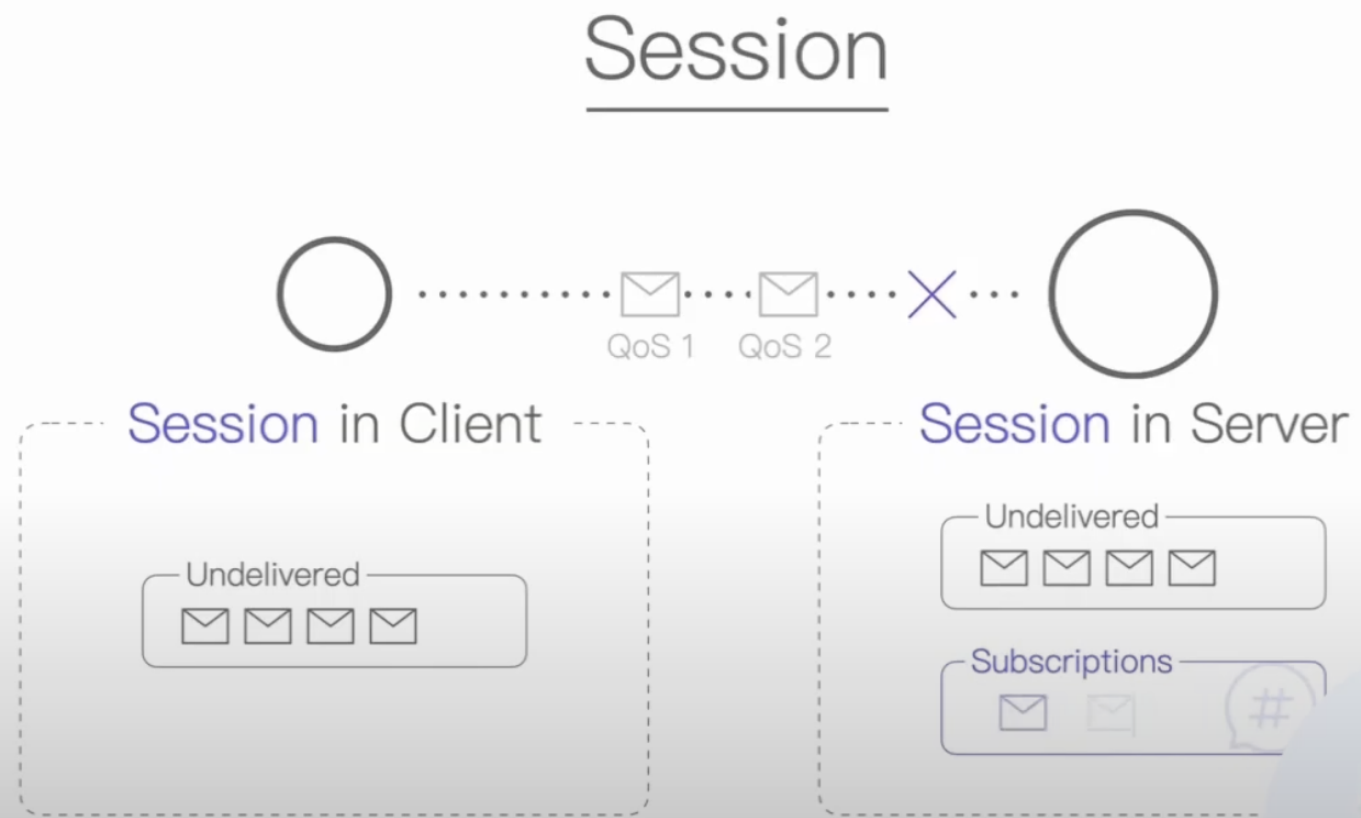 Session
QoS 1
QoS 2
Session in Client
Session in Server
Undelivered
Undelivered
Subscriptions
#